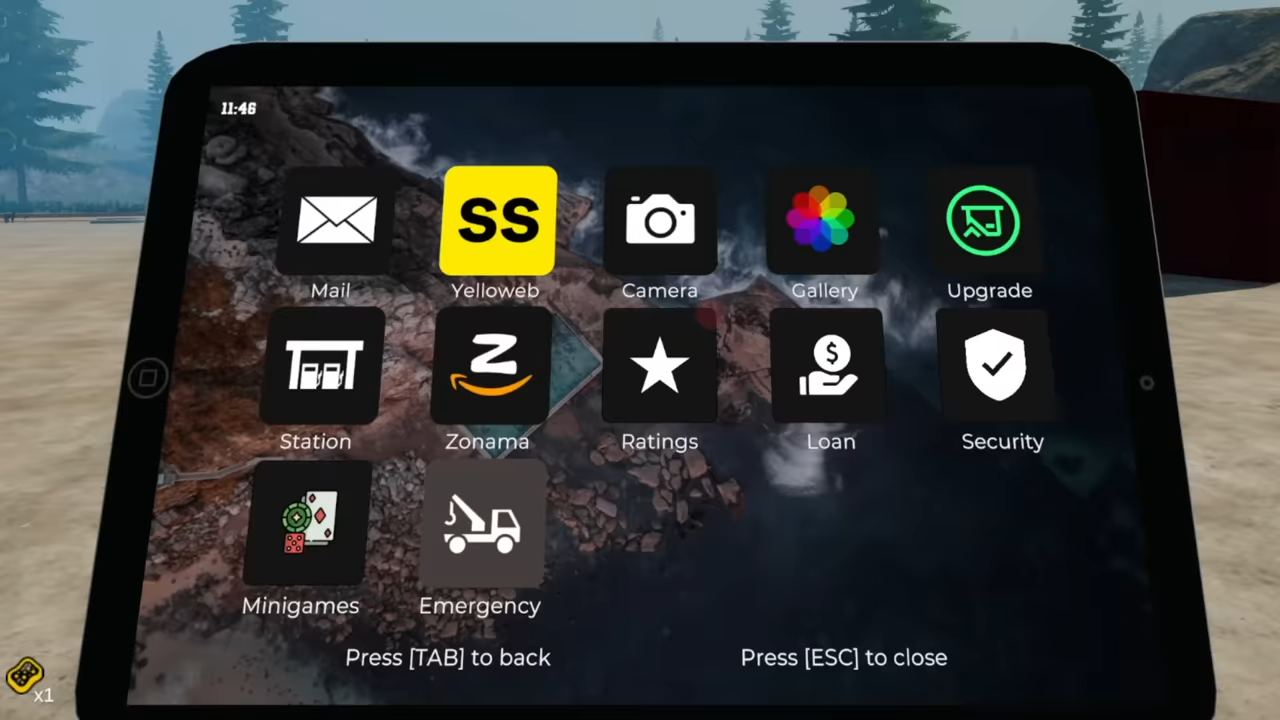 11:46
SS
Mail
Yelloweb
Camera
Gallery
Upgrade
Z
$
Station
Zonama
Ratings
Loan
Security
Minigames
Emergency
Press [TAB] to back
Press [ESC] to close
x1